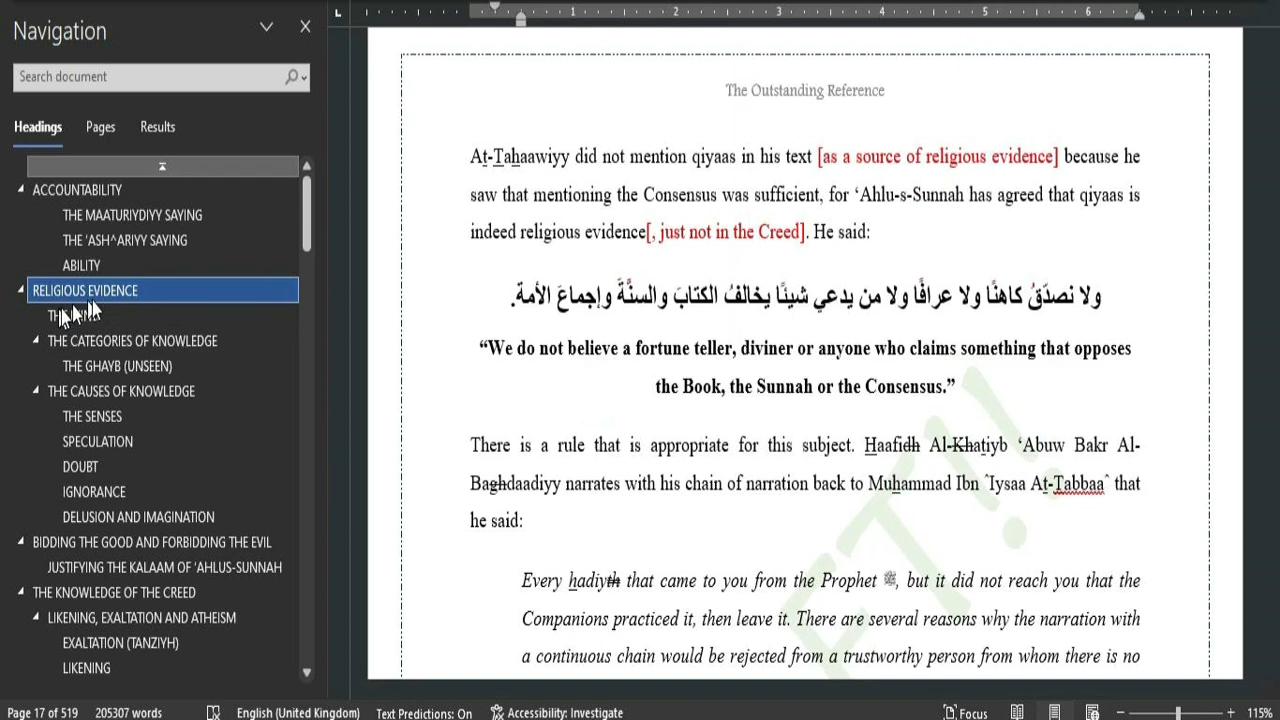 Navigation
Search document
Headings Pages Results
ACCOUNTABILITY
THE MAATURIYDIYY SAYING
THE 'ASH^ARIYY SAYING
ABILITY
RELIGIOUS EVIDENCE
THE CATEGORIES OF KNOWLEDGE
THE GHAYB (UNSEEN)
THE CAUSES OF KNOWLEDGE
THE SENSES
SPECULATION
DOUBT
IGNORANCE
DELUSION AND IMAGINATION
BIDDING THE GOOD AND FORBIDDING THE EVIL
JUSTIFYING THE KALAAM OF 'AHLUS-SUNNAH
THE KNOWLEDGE OF THE CREED
LIKENING, EXALTATION AND ATHEISM
EXALTATION (TANZIYH)
LIKENING
L 1 2 3 4 5 6
The Outstanding Reference
At-Tahaawiyy did not mention qiyaas in his text [as a source of religious evidence] because he
saw that mentioning the Consensus was sufficient, for ‘Ahlu-s-Sunnah has agreed that qiyaas is
indeed religious evidence[, just not in the Creed]. He said:
ولا نصدّقُ كاهنًا ولا عرافًا ولا من يدعي شيئًا يخالفُ الكتابَ والسنَّةَ وإجماعَ الأمة.
“We do not believe a fortune teller, diviner or anyone who claims something that opposes
the Book, the Sunnah or the Consensus.”
There is a rule that is appropriate for this subject. Haafidh Al-Khatiyb ‘Abuw Bakr Al-
Baghdaadiyy narrates with his chain of narration back to Muhammad Ibn ^Iysaa At-Tabbaa^ that
he said:
Every hadiyth that came to you from the Prophet ﷺ, but it did not reach you that the
Companions practiced it, then leave it. There are several reasons why the narration with
a continuous chain would be rejected from a trustworthy person from whom there is no
FT!!
Page 17 of 519 205307 words English (United Kingdom) Text Predictions: On Accessibility: Investigate Focus 115%